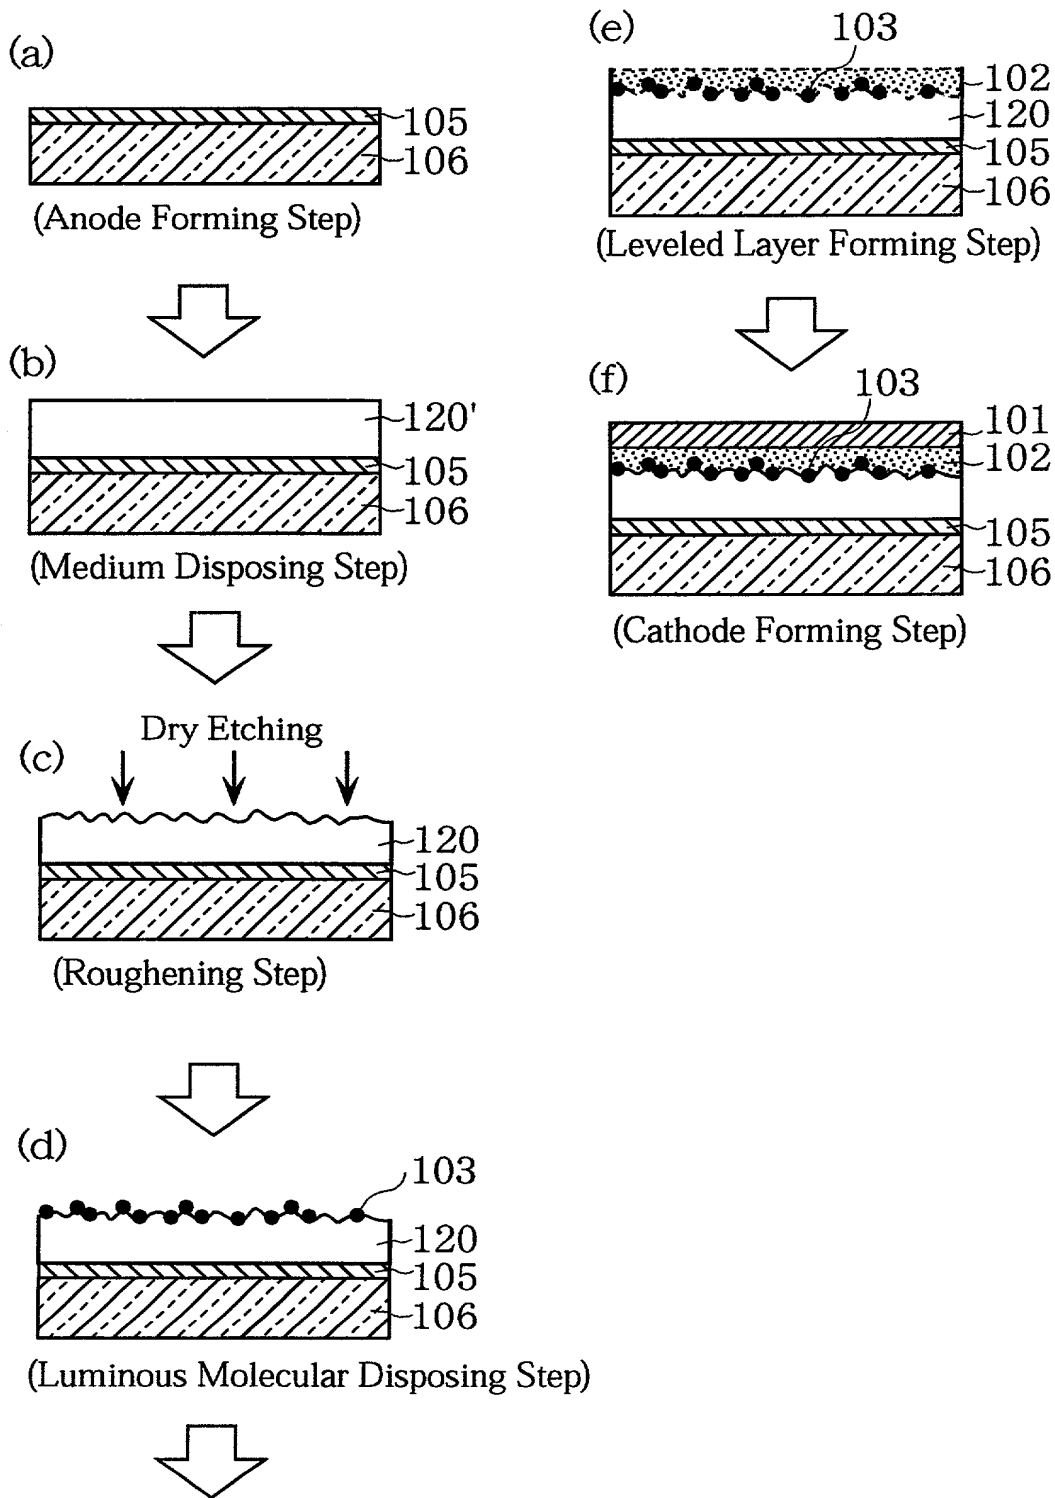 (a)
105
106
(Anode Forming Step)
(b)
120'
105
106
(Medium Disposing Step)
Dry Etching
(c)
120
105
106
(Roughening Step)
(d)
103
120
105
106
(Luminous Molecular Disposing Step)
(e)
103
102
120
105
106
(Leveled Layer Forming Step)
(f)
103
101
102
105
106
(Cathode Forming Step)